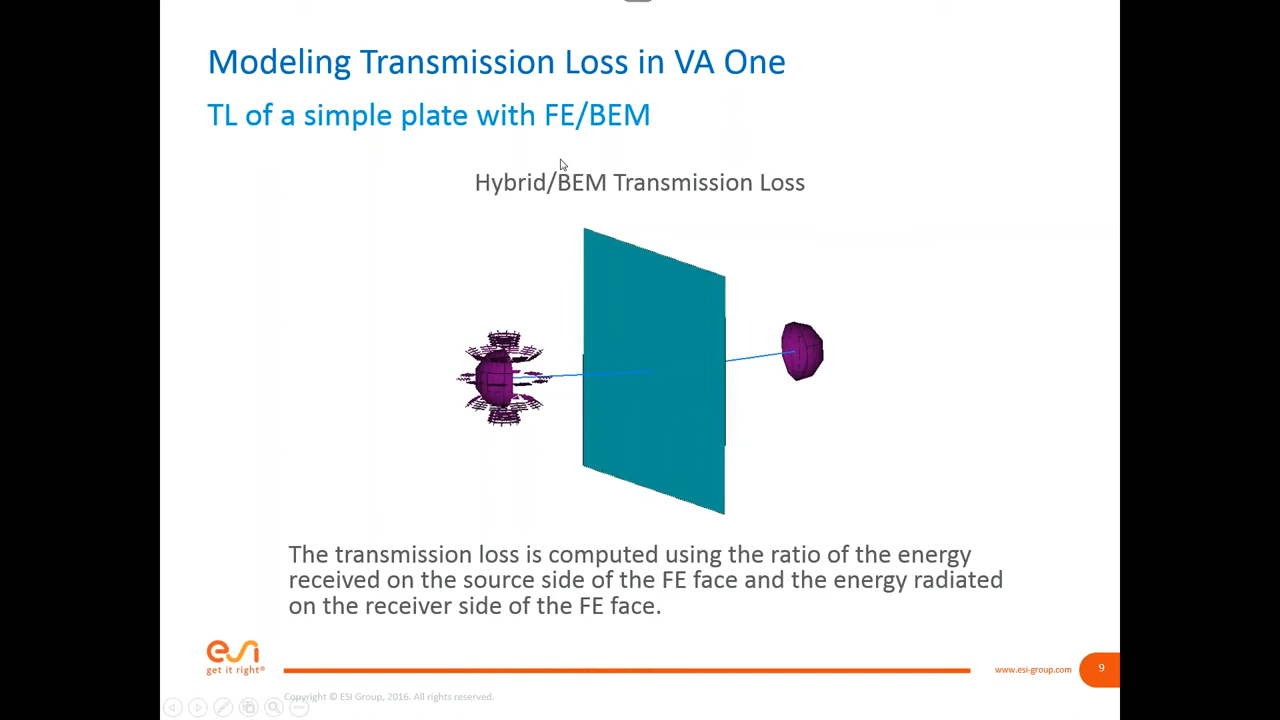 Modeling Transmission Loss in VA One
TL of a simple plate with FE/BEM
Hybrid/BEM Transmission Loss
The transmission loss is computed using the ratio of the energy
received on the source side of the FE face and the energy radiated
on the receiver side of the FE face.
esi
get it right®
www.esi-group.com
9
Copyright © ESI Group, 2016. All rights reserved.